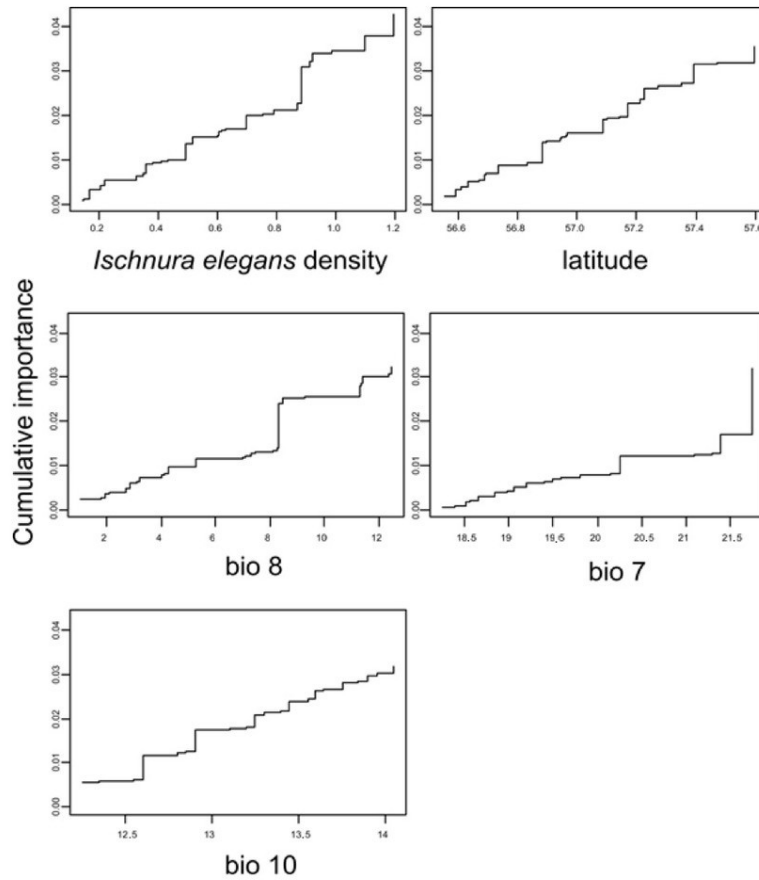 0.04 0.04
0.03 0.03
0.02 0.02
0.01 0.01
0.00 0.00
0.2 0.4 0.6 0.8 1.0 1.2 56.6 56.8 57.0 57.2 57.4 57.6
Ischnura elegans density latitude
Cumulative importance
0.04 0.04
0.03 0.03
0.02 0.02
0.01 0.01
0.00 0.00
2 4 6 8 10 12 18.5 19 19.5 20 20.5 21 21.5
bio 8 bio 7
0.04
0.03
0.02
0.01
0.00
12.5 13 13.5 14
bio 10